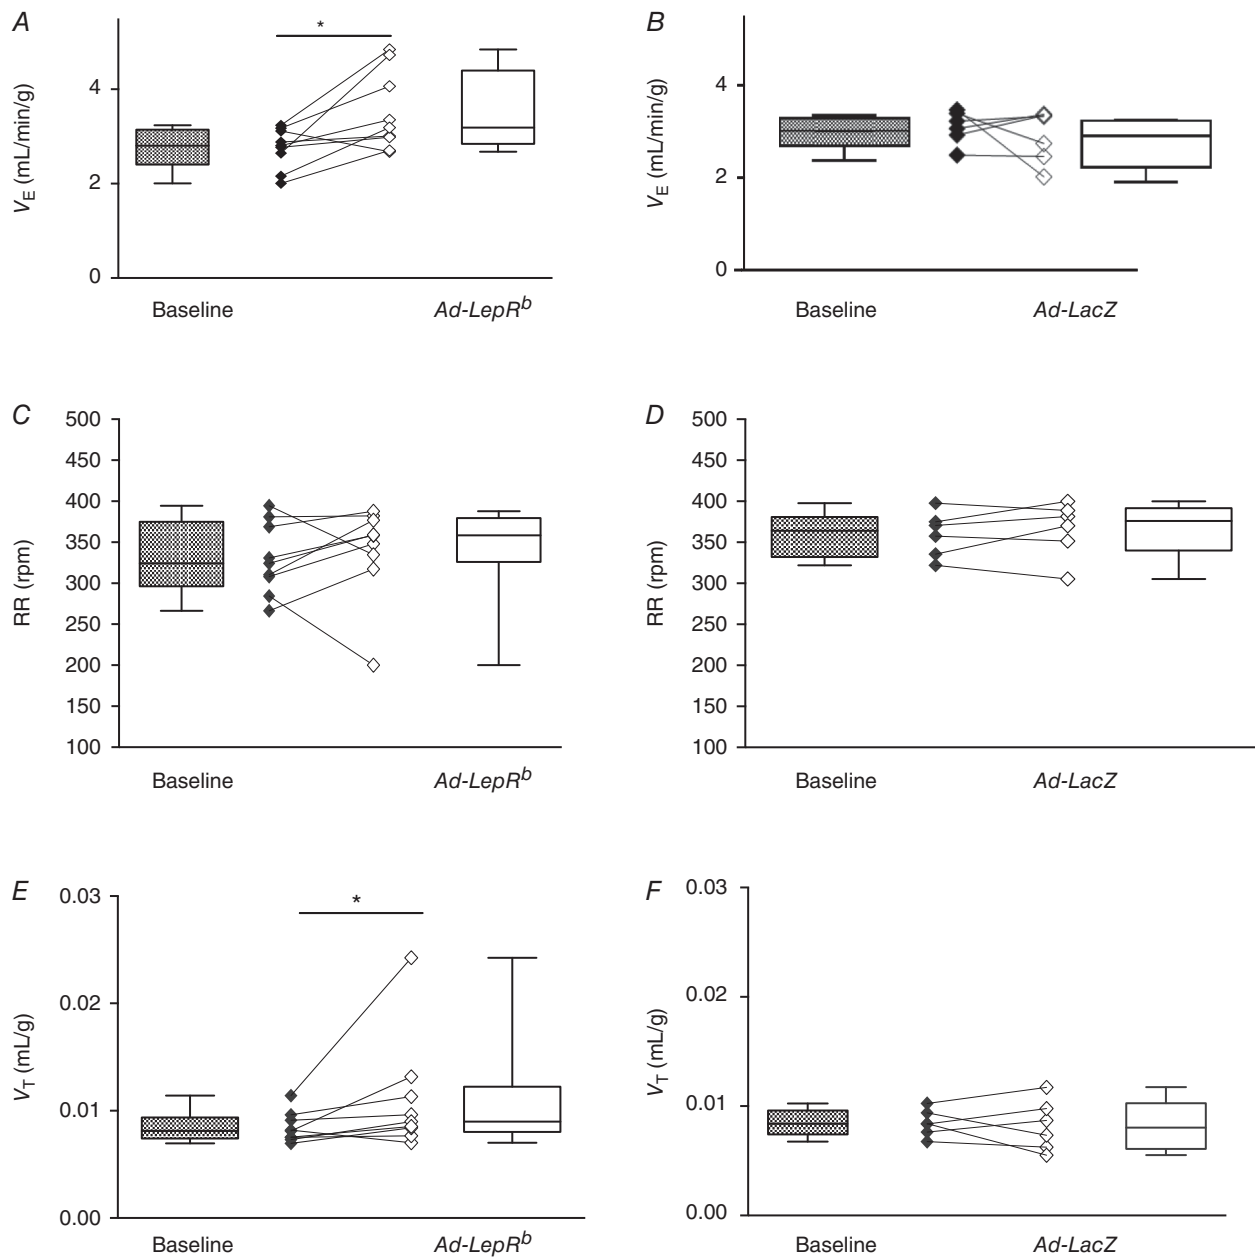 A
*
V_E (mL/min/g)
4
2
0
Baseline
Ad-LepR^b
B
V_E (mL/min/g)
4
2
0
Baseline
Ad-LacZ
C
RR (rpm)
500
450
400
350
300
250
200
150
100
Baseline
Ad-LepR^b
D
RR (rpm)
500
450
400
350
300
250
200
150
100
Baseline
Ad-LacZ
E
*
V_T (mL/g)
0.03
0.02
0.01
0.00
Baseline
Ad-LepR^b
F
V_T (mL/g)
0.03
0.02
0.01
0.00
Baseline
Ad-LacZ